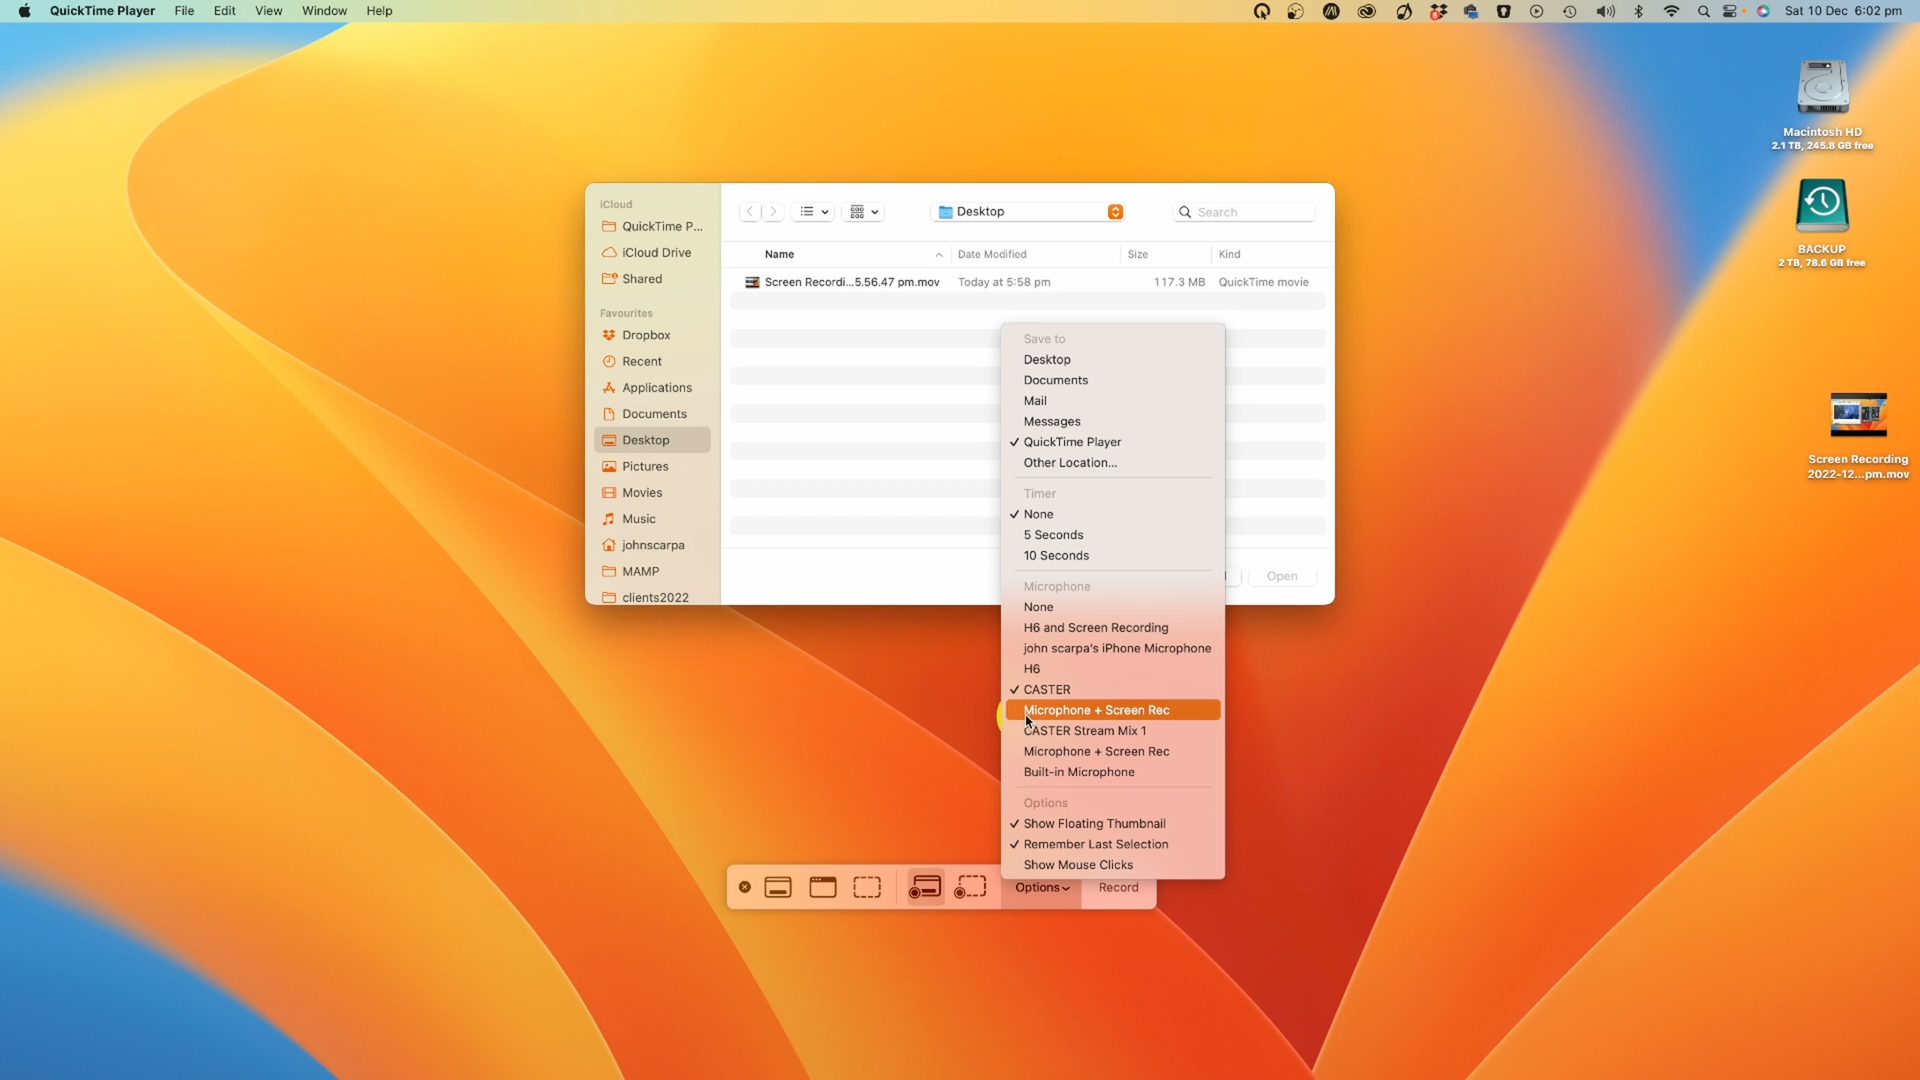 QuickTime Player File Edit View Window Help
Sat 10 Dec 6:02 pm
Macintosh HD
2.1 TB, 245.8 GB free
BACKUP
2 TB, 78.6 GB free
Screen Recording
2022-12...pm.mov
iCloud
QuickTime P...
iCloud Drive
Shared
Favourites
Dropbox
Recent
Applications
Documents
Desktop
Pictures
Movies
Music
johnscarpa
MAMP
clients2022
Desktop
Search
Name Date Modified Size Kind
Screen Recordi...5.56.47 pm.mov Today at 5:58 pm 117.3 MB QuickTime movie
Open
Save to
Desktop
Documents
Mail
Messages
✓ QuickTime Player
Other Location...
Timer
✓ None
5 Seconds
10 Seconds
Microphone
None
H6 and Screen Recording
john scarpa's iPhone Microphone
H6
✓ CASTER
Microphone + Screen Rec
CASTER Stream Mix 1
Microphone + Screen Rec
Built-in Microphone
Options
✓ Show Floating Thumbnail
✓ Remember Last Selection
Show Mouse Clicks
Options Record